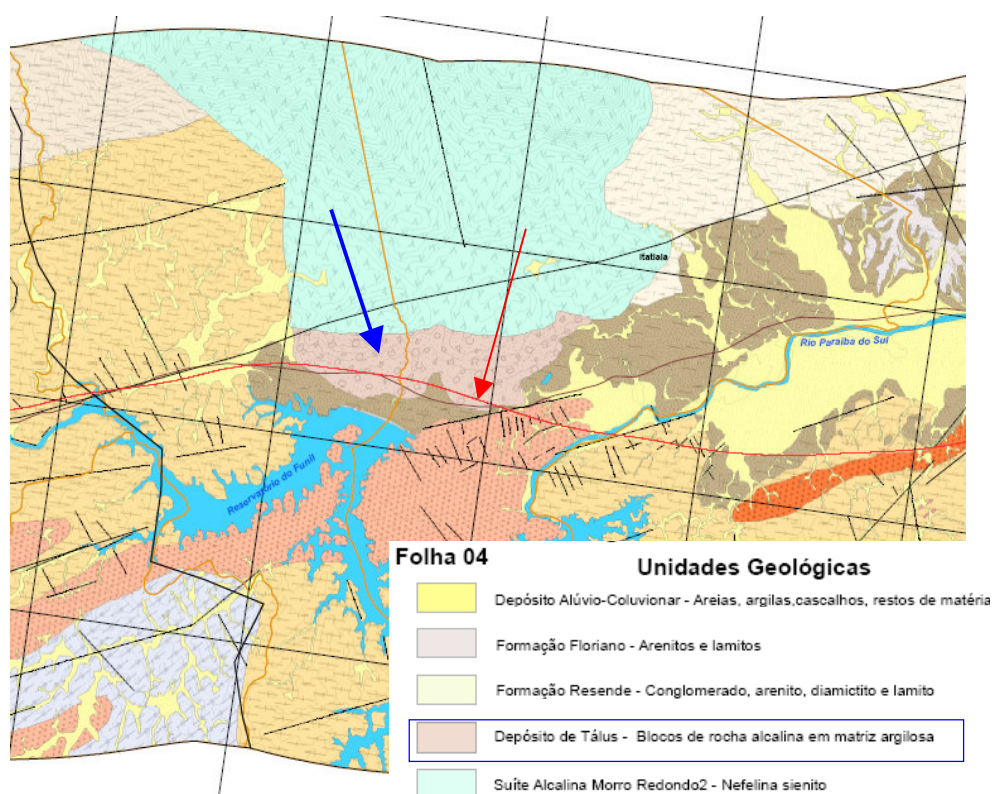 Itatiaia
Rio Paraíba do Sul
Reservatório do Funil
Folha 04
Unidades Geológicas
Depósito Alúvio-Coluvionar - Areias, argilas,cascalhos, restos de matéria
Formação Floriano - Arenitos e lamitos
Formação Resende - Conglomerado, arenito, diamictito e lamito
Depósito de Tálus - Blocos de rocha alcalina em matriz argilosa
Suíte Alcalina Morro Redondo2 - Nefelina sienito